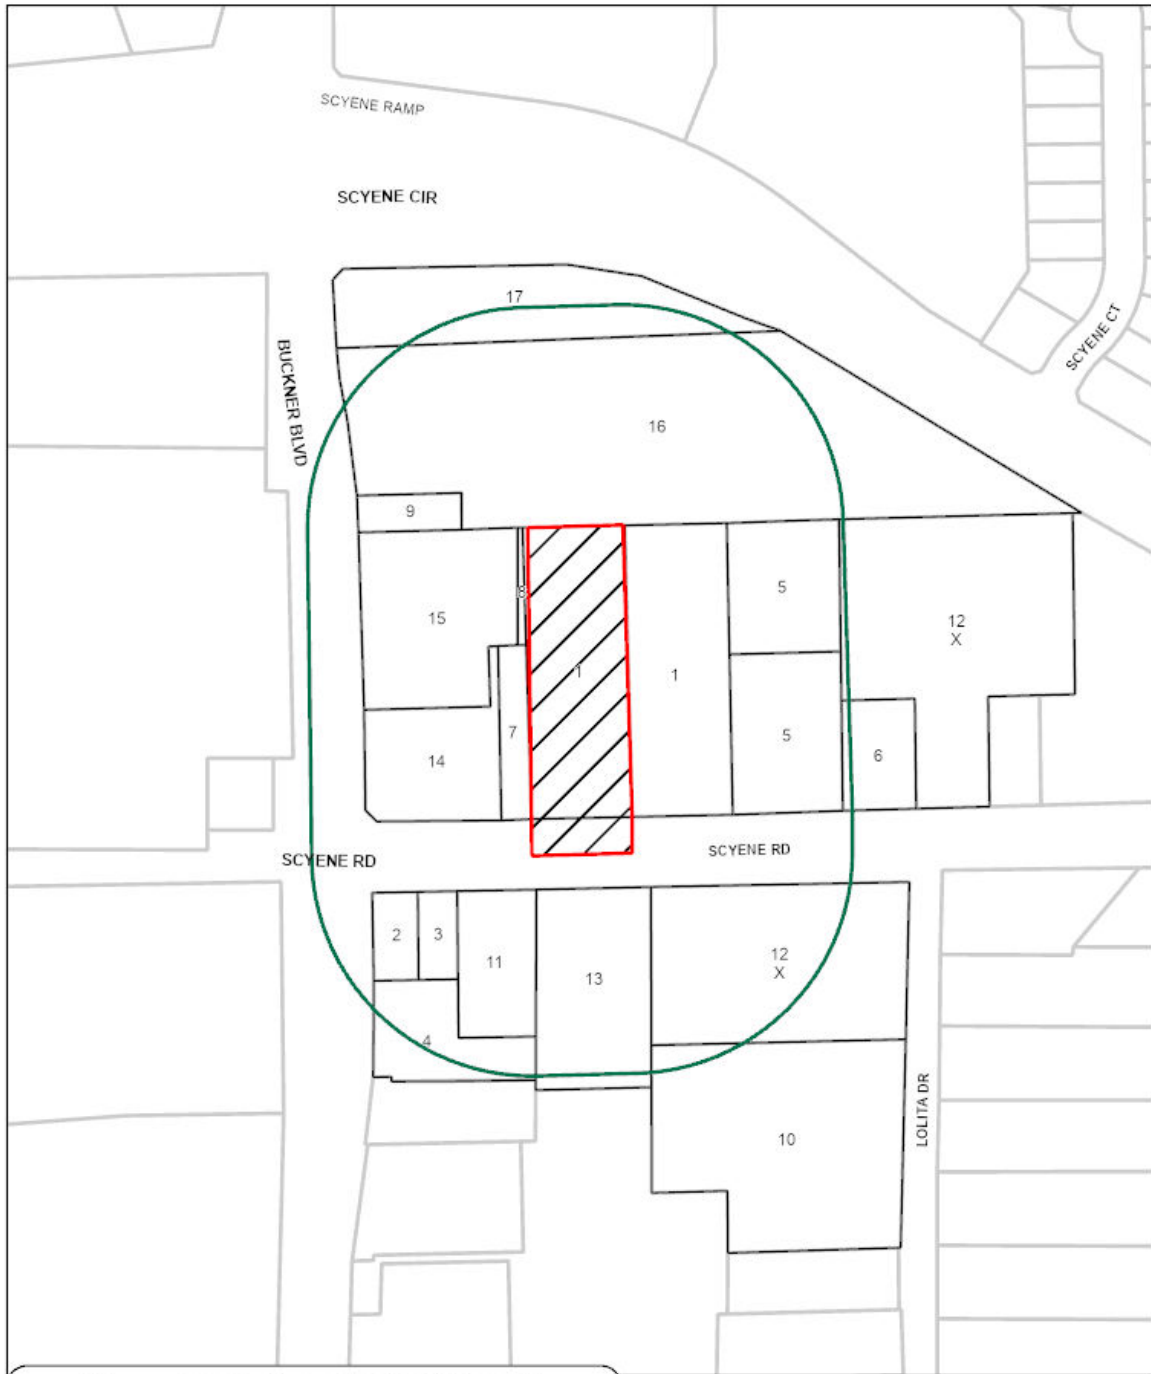 SCYENE RAMP
SCYENE CIR
17
BUCKNER BLVD
SCYENE CT
16
9
15
8
5
12
X
1
1
7
14
5
6
SCYENE RD
SCYENE RD
2
3
11
13
12
X
4
10
LOLITA DR